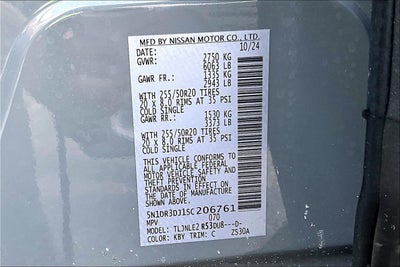 MFD BY NISSAN MOTOR CO., LTD.
DATE: 10/24
GVWR: 2750 KG
6063 LB
GAWR FR.: 1335 KG
2943 LB
WITH 255/50R20 TIRES
20 x 8.0 RIMS AT 35 PSI
COLD SINGLE
GAWR RR.: 1530 KG
3373 LB
WITH 255/50R20 TIRES
20 x 8.0 RIMS AT 35 PSI
COLD SINGLE
THIS VEHICLE CONFORMS TO
ALL APPLICABLE FEDERAL
MOTOR VEHICLE SAFETY AND
THEFT PREVENTION
STANDARDS IN EFFECT ON
THE DATE OF MANUFACTURE
SHOWN ABOVE.
5N1DR3DJ1SC206761
MPV 070
TLJNLE2 R53DU8---D-
COLOR: KBY TRIM: C ZS30A